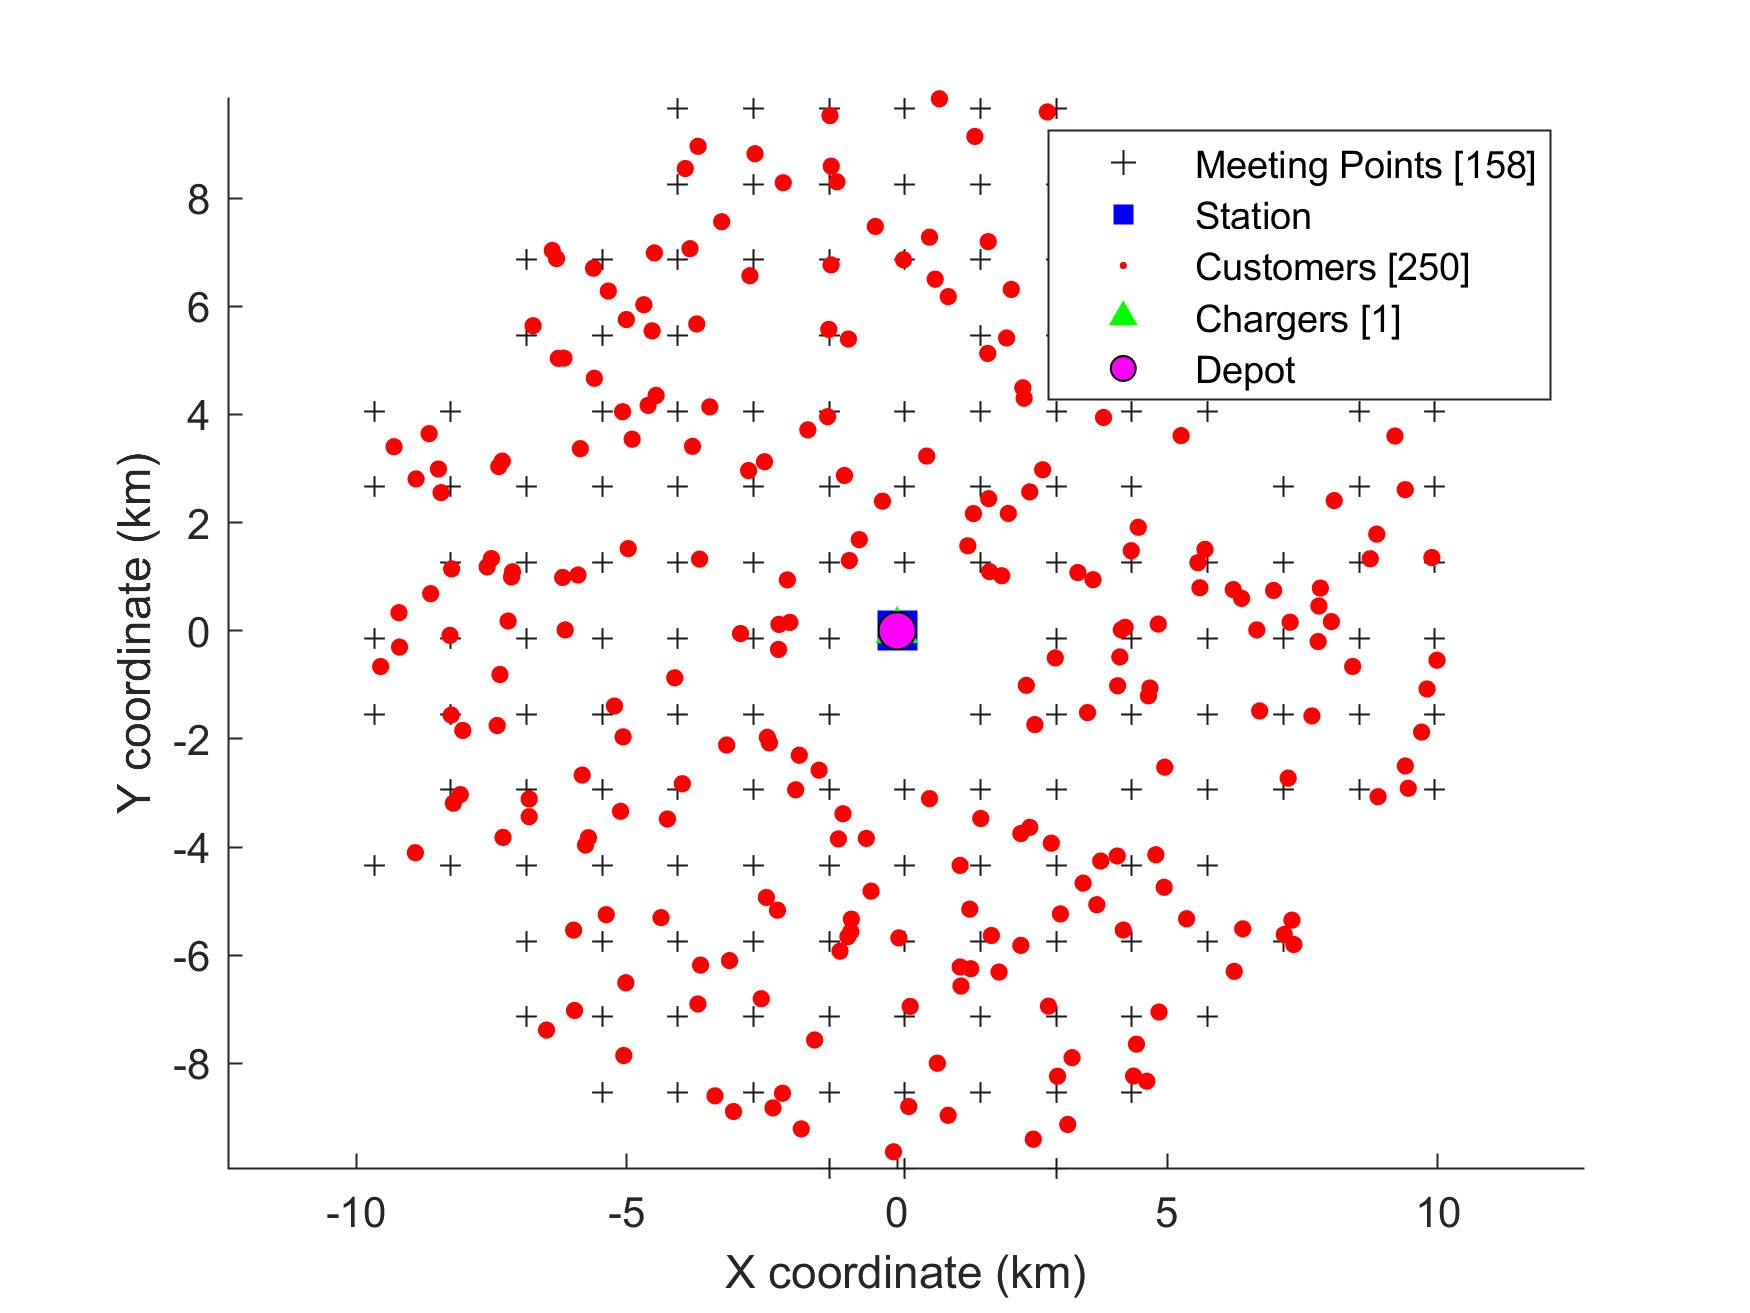 Meeting Points [158]
Station
Customers [250]
Chargers [1]
Depot
8
6
4
2
0
-2
-4
-6
-8
Y coordinate (km)
-10 -5 0 5 10
X coordinate (km)